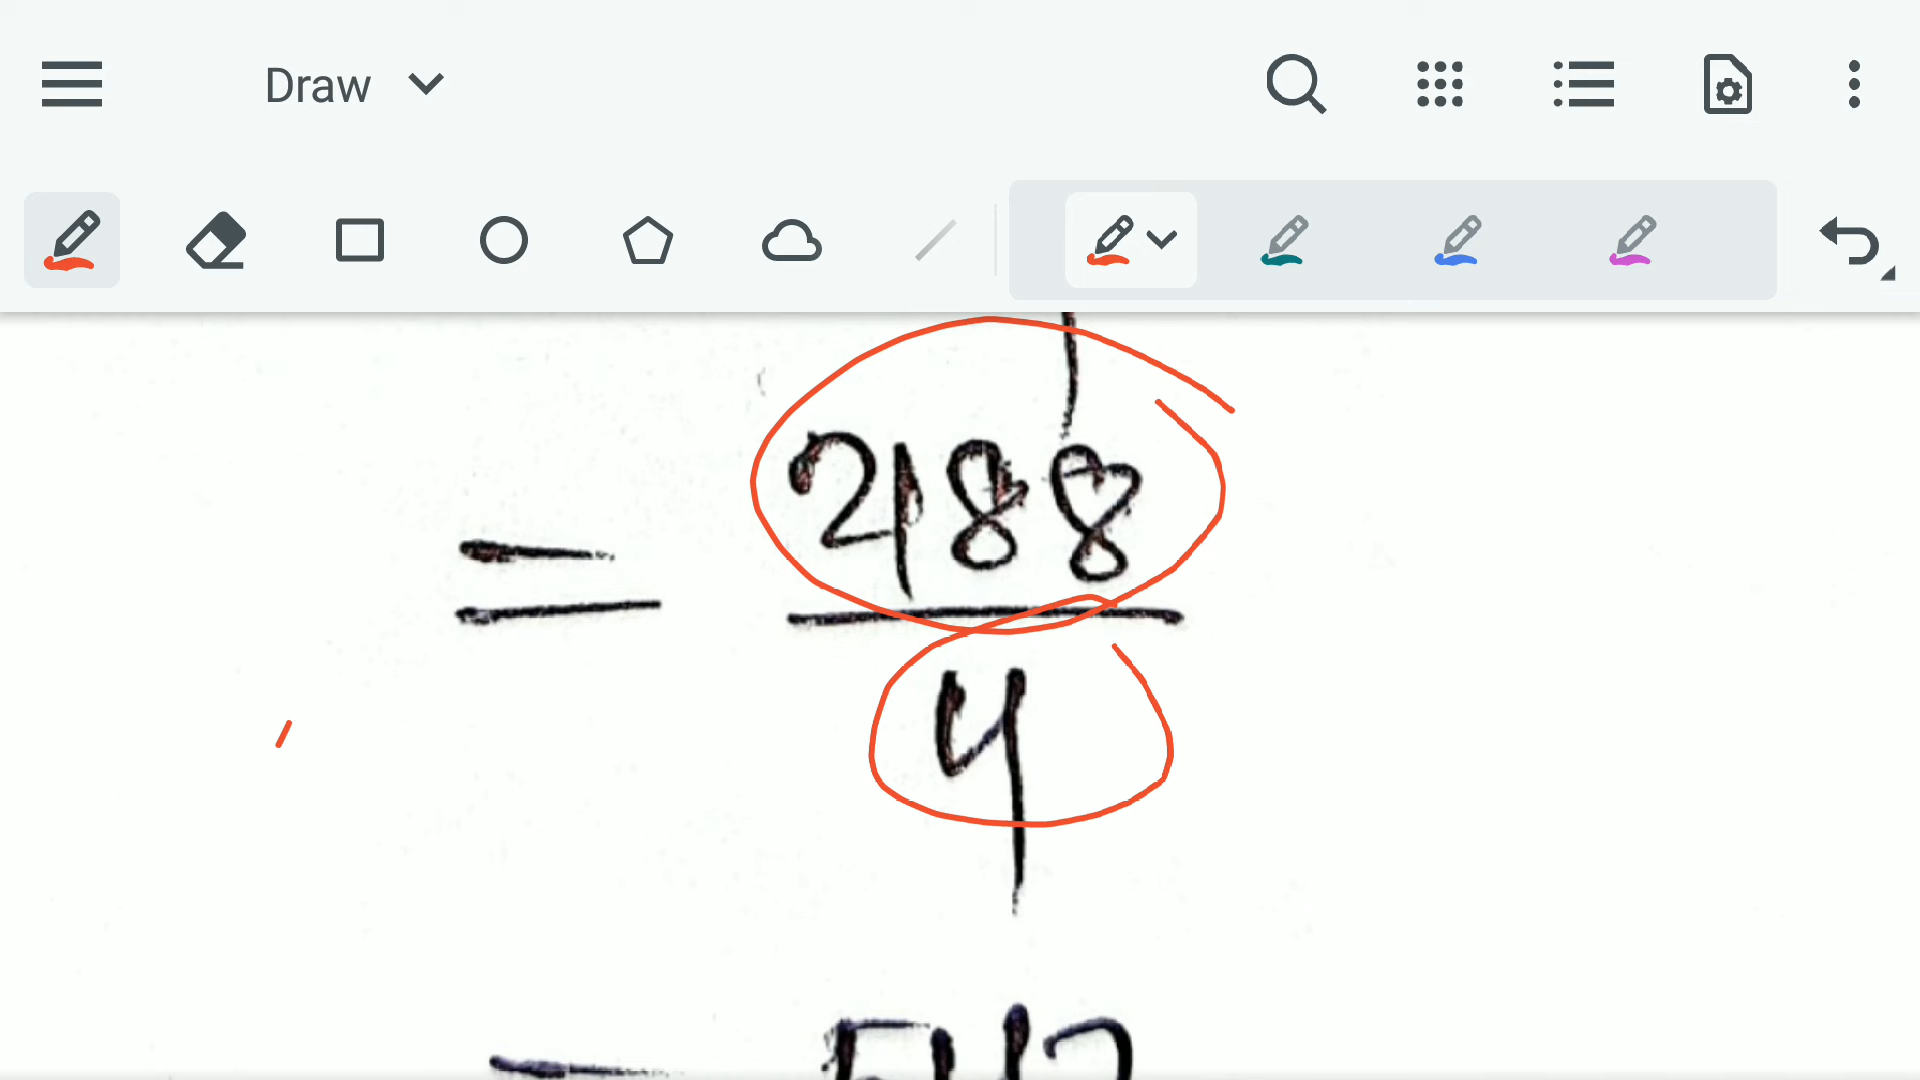 Draw
= 2188
4
=